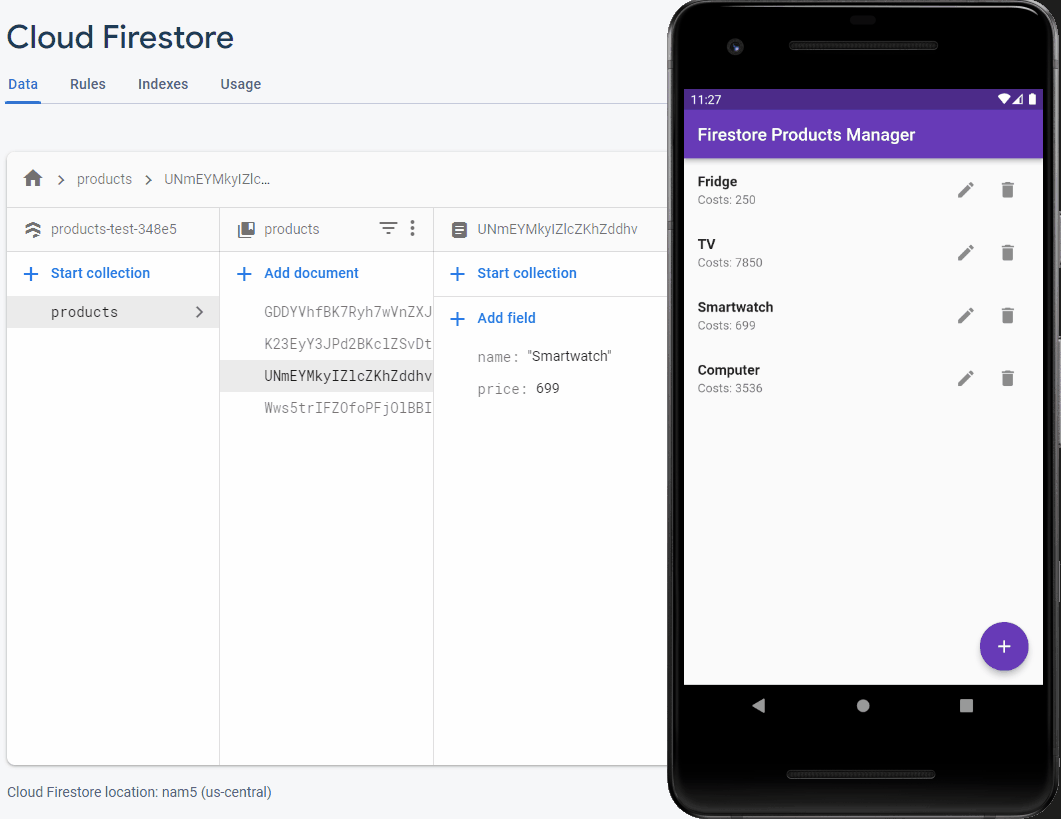 Cloud Firestore
Data Rules Indexes Usage
products UNmEYMkyIZlc...
products-test-348e5
Start collection
products
products
Add document
GDDYVhfBK7Ryh7wVnZXJ
K23EyY3JPd2BKclZSvDt
UNmEYMkyIZlcZKhZddhv
Wws5trIFZOfoPFjOlBBI
UNmEYMkyIZlcZKhZddhv
Start collection
Add field
name: "Smartwatch"
price: 699
Cloud Firestore location: nam5 (us-central)
11:27
Firestore Products Manager
Fridge
Costs: 250
TV
Costs: 7850
Smartwatch
Costs: 699
Computer
Costs: 3536